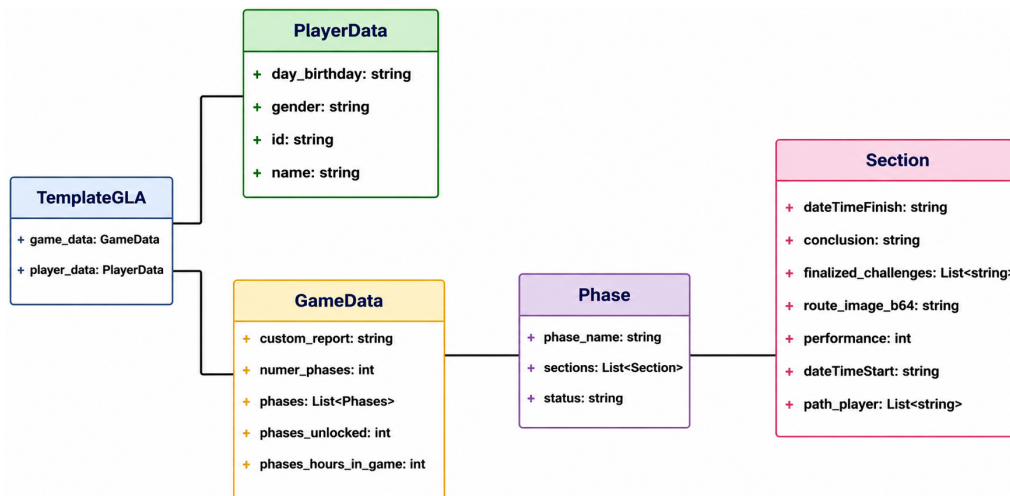 PlayerData
+ day_birthday: string
+ gender: string
+ id: string
+ name: string
TemplateGLA
+ game_data: GameData
+ player_data: PlayerData
GameData
+ custom_report: string
+ numer_phases: int
+ phases: List<Phases>
+ phases_unlocked: int
+ phases_hours_in_game: int
Phase
+ phase_name: string
+ sections: List<Section>
+ status: string
Section
+ dateTimeFinish: string
+ conclusion: string
+ finalized_challenges: List<string>
+ route_image_b64: string
+ performance: int
+ dateTimeStart: string
+ path_player: List<string>